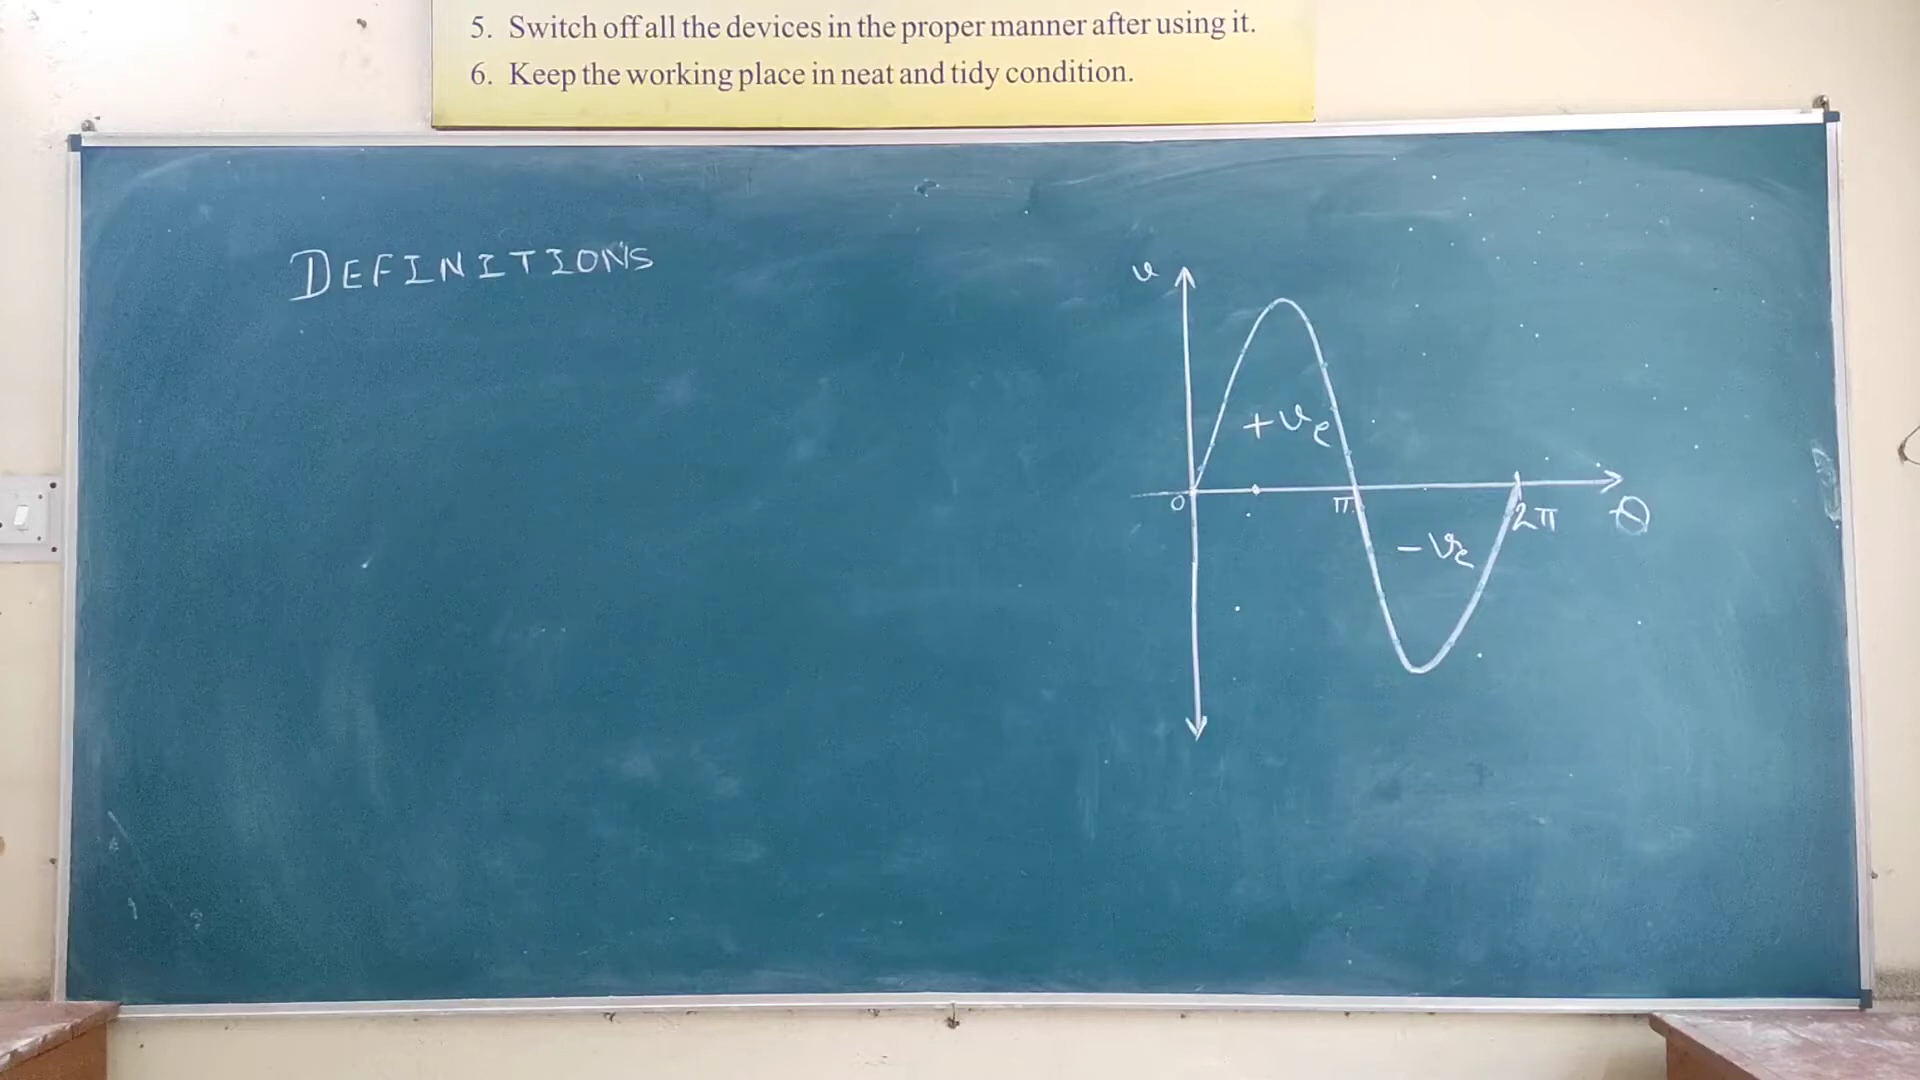 5. Switch off all the devices in the proper manner after using it.
6. Keep the working place in neat and tidy condition.
DEFINITIONS
v
+ve
0
π
2π
θ
-ve